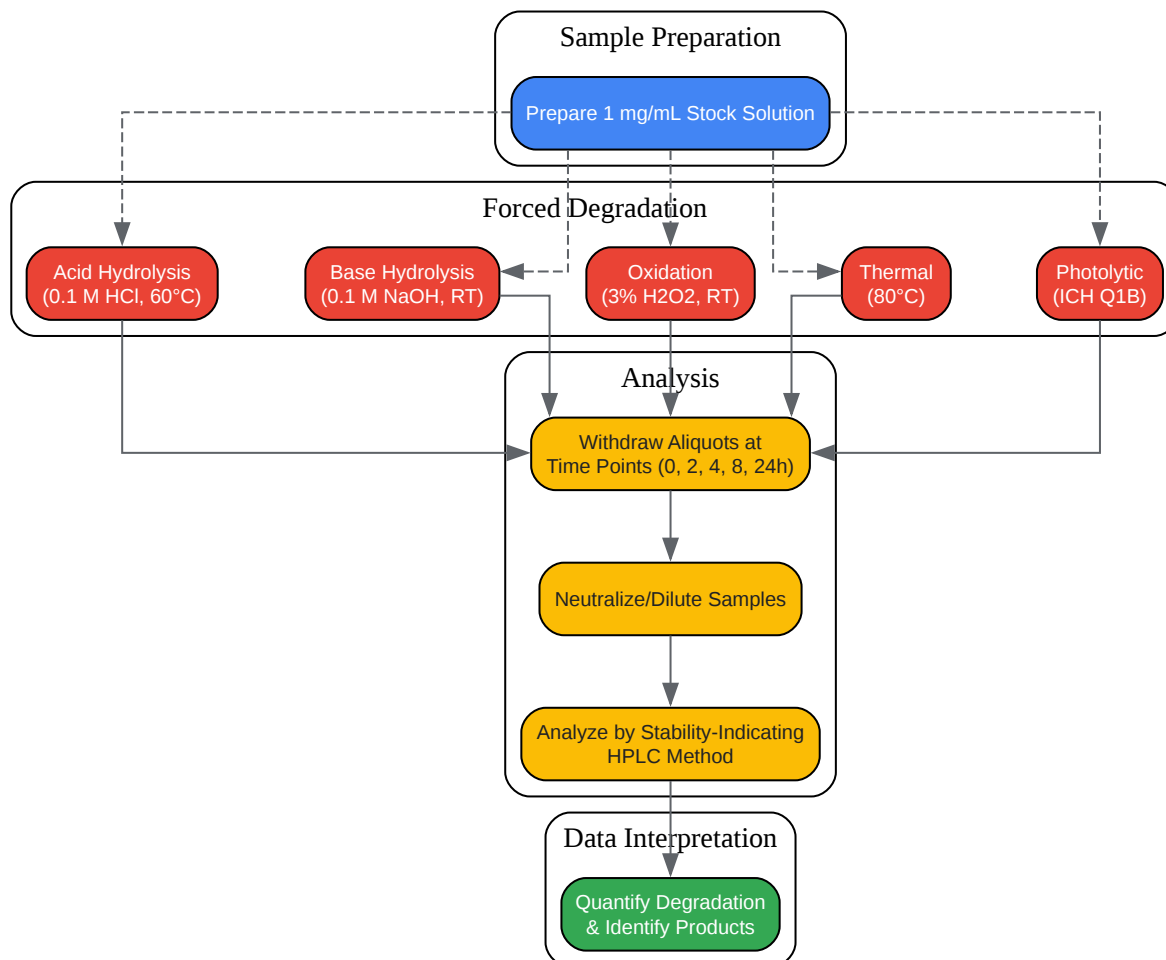 Sample Preparation
Prepare 1 mg/mL Stock Solution
Forced Degradation
Acid Hydrolysis
(0.1 M HCl, 60°C)
Base Hydrolysis
(0.1 M NaOH, RT)
Oxidation
(3% H2O2, RT)
Thermal
(80°C)
Photolytic
(ICH Q1B)
Analysis
Withdraw Aliquots at
Time Points (0, 2, 4, 8, 24h)
Neutralize/Dilute Samples
Analyze by Stability-Indicating
HPLC Method
Data Interpretation
Quantify Degradation
& Identify Products